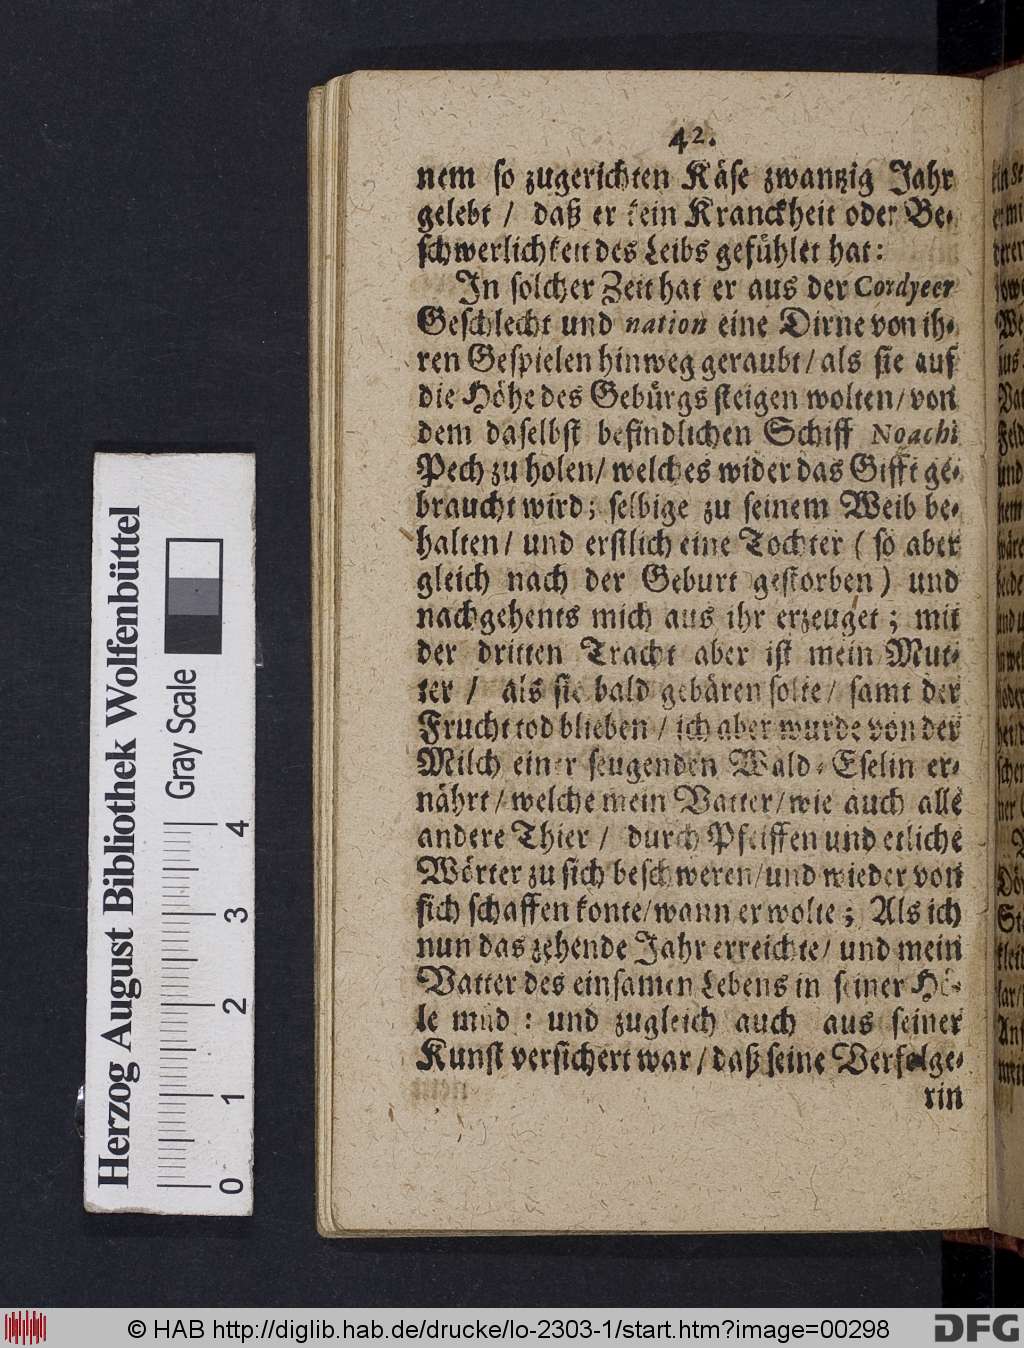 42.
nem so zugerichten Käse zwantzig Jahr
gelebt / daß er kein Kranckheit oder Be-
schwerlichkeit des Leibs gefühlet hat:
In solcher Zeit hat er aus der Cordyeer
Geschlecht und nation eine Dirne von ih-
ren Gespielen hinweg geraubt / als sie auf
die Höhe des Gebürgs steigen wolten / von
dem daselbst befindlichen Schiff Noachi
Pech zu holen / welches wider das Gifft ge-
braucht wird; selbige zu seinem Weib be-
halten / und erstlich eine Tochter ( so aber
gleich nach der Geburt gestorben ) und
nachgehents mich aus ihr erzeuget; mit
der dritten Tracht aber ist mein Mut-
ter / als sie bald gebären solte / samt der
Frucht tod blieben / ich aber wurde von der
Milch einer seugenden Wald-Eselin er-
nährt / welche mein Vatter / wie auch alle
andere Thier / durch Pfeiffen und etliche
Wörter zu sich beschweren / und wieder von
sich schaffen konte / wann er wolte; Als ich
nun das zehende Jahr erreichte / und mein
Vatter des einsamen Lebens in seiner Hö-
le müd: und zugleich auch aus seiner
Kunst versichert war / daß seine Verfolge-
rin
Herzog August Bibliothek Wolfenbüttel
Gray Scale
0 1 2 3 4
© HAB http://diglib.hab.de/drucke/lo-2303-1/start.htm?image=00298
DFG